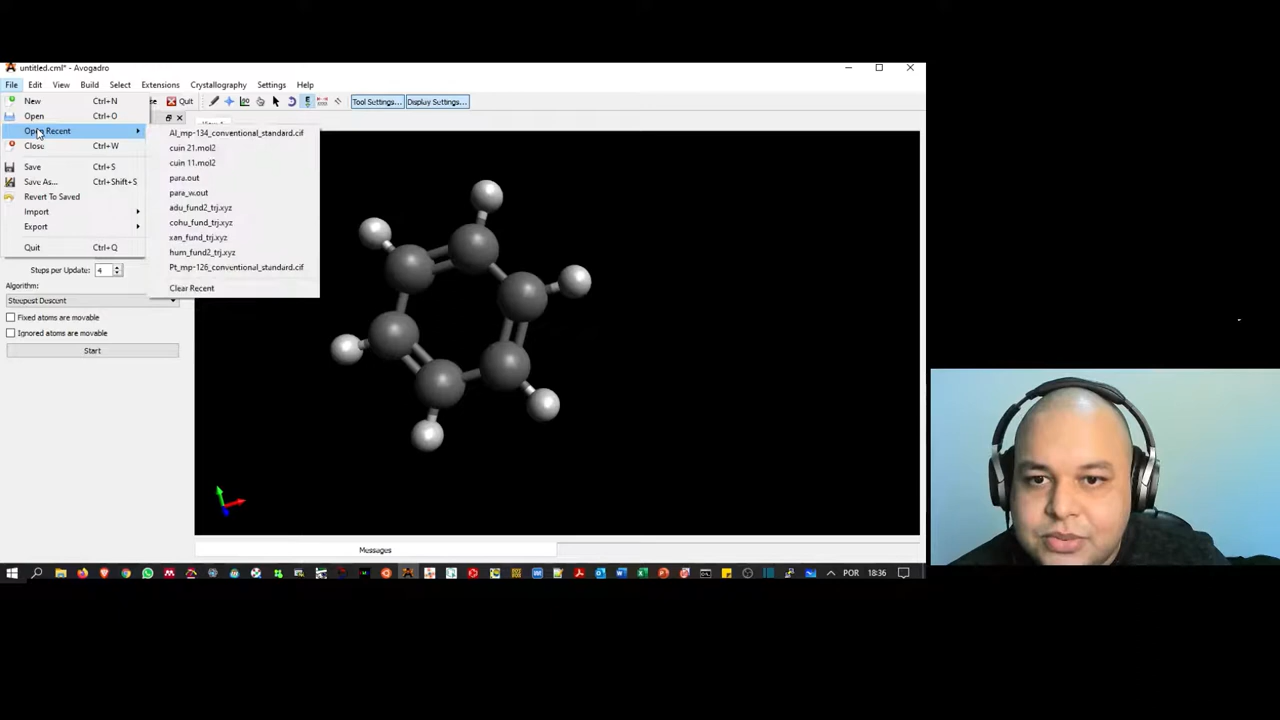 untitled.cml* - Avogadro
File Edit View Build Select Extensions Crystallography Settings Help
Quit Tool Settings... Display Settings...
New Ctrl+N
Open Ctrl+O
Open Recent
Close Ctrl+W
Save Ctrl+S
Save As... Ctrl+Shift+S
Revert To Saved
Import
Export
Quit Ctrl+Q
Al_mp-134_conventional_standard.cif
cuin 21.mol2
cuin 11.mol2
para.out
para_w.out
adu_fund2_trj.xyz
cohu_fund_trj.xyz
xan_fund_trj.xyz
hum_fund2_trj.xyz
Pt_mp-126_conventional_standard.cif
Clear Recent
Steps per Update: 4
Algorithm:
Steepest Descent
Fixed atoms are movable
Ignored atoms are movable
Start
Messages
POR 18:36